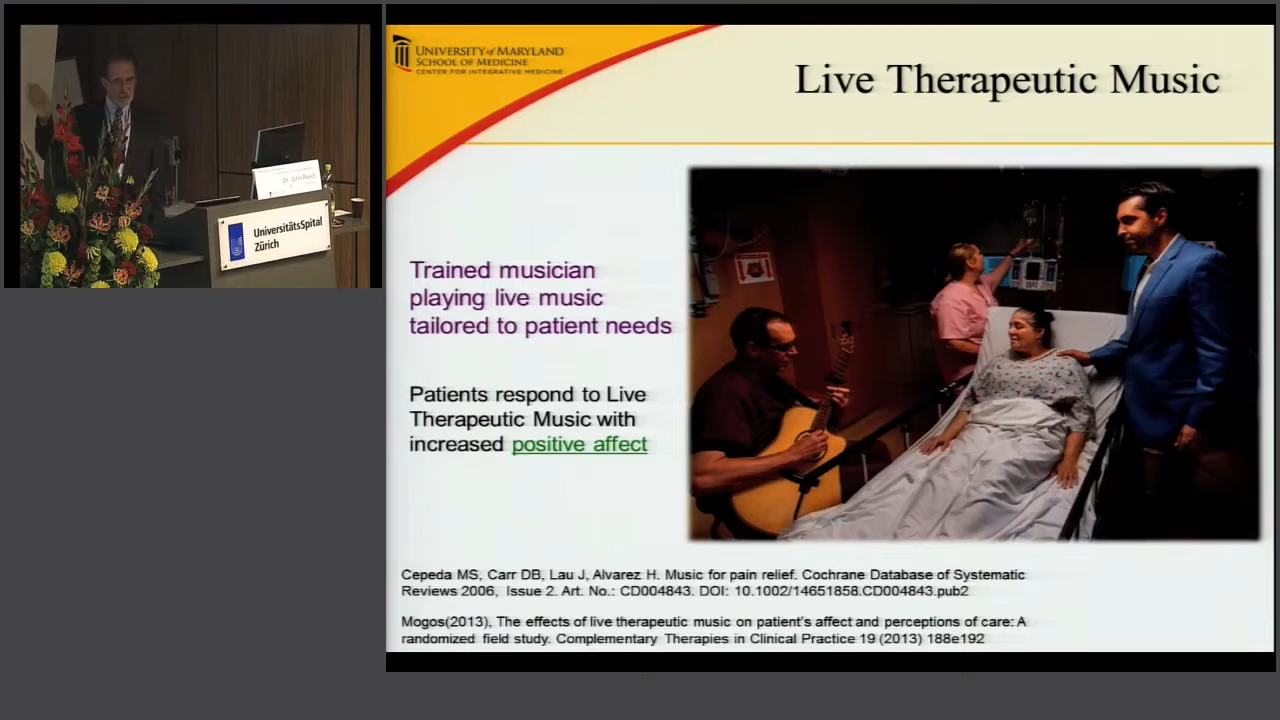 UNIVERSITY of MARYLAND
SCHOOL OF MEDICINE
CENTER FOR INTEGRATIVE MEDICINE
Live Therapeutic Music
UniversitätsSpital
Zürich
Trained musician
playing live music
tailored to patient needs
Patients respond to Live
Therapeutic Music with
increased positive affect
Cepeda MS, Carr DB, Lau J, Alvarez H. Music for pain relief. Cochrane Database of Systematic
Reviews 2006, Issue 2. Art. No.: CD004843. DOI: 10.1002/14651858.CD004843.pub2
Mogos(2013), The effects of live therapeutic music on patient's affect and perceptions of care: A
randomized field study. Complementary Therapies in Clinical Practice 19 (2013) 188e192